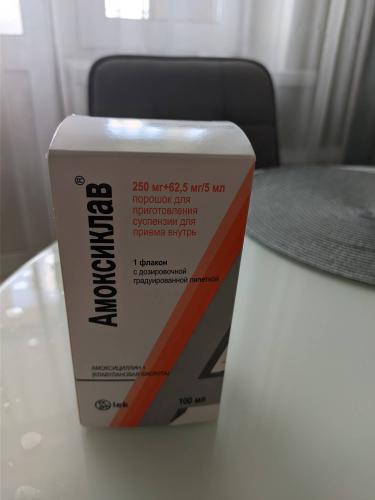 Амоксиклав®
250 мг+62,5 мг/5 мл
порошок для
приготовления
суспензии для
приема внутрь
1 флакон
с дозировочной
градуированной пипеткой
АМОКСИЦИЛЛИН +
[КЛАВУЛАНОВАЯ КИСЛОТА]
lek
100 мл